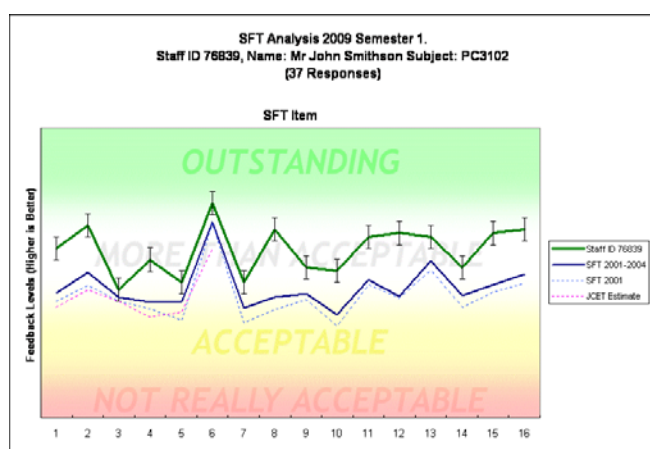 SFT Analysis 2009 Semester 1.
Staff ID 76839, Name: Mr John Smithson Subject: PC3102
(37 Responses)
SFT Item
Feedback Levels (Higher is Better)
OUTSTANDING
MORE THAN ACCEPTABLE
ACCEPTABLE
NOT REALLY ACCEPTABLE
Staff ID 76839
SFT 2001-2004
SFT 2001
JCET Estimate
1 2 3 4 5 6 7 8 9 10 11 12 13 14 15 16